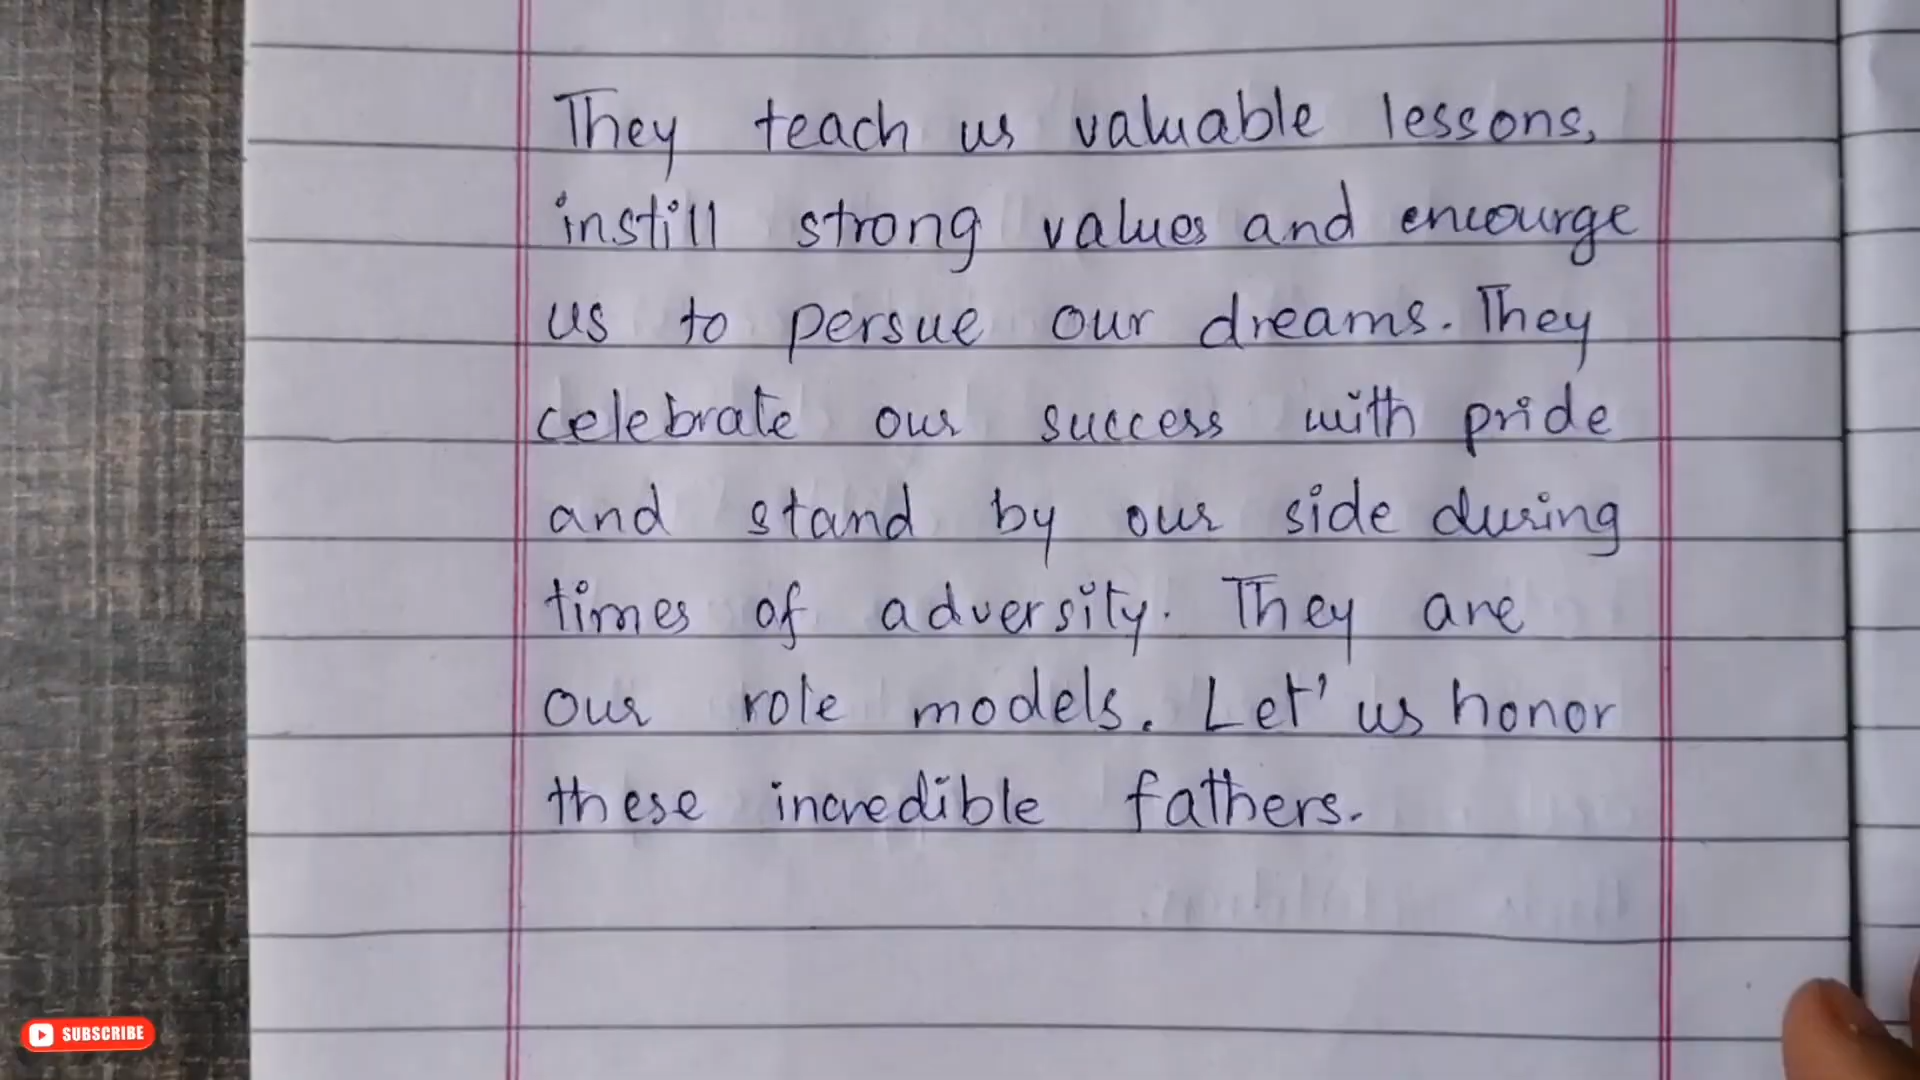 They teach us valuable lessons,
instill strong values and encourge
us to persue our dreams. They
celebrate our success with pride
and stand by our side during
times of adversity. They are
our role models. Let' us honor
these incredible fathers.
SUBSCRIBE